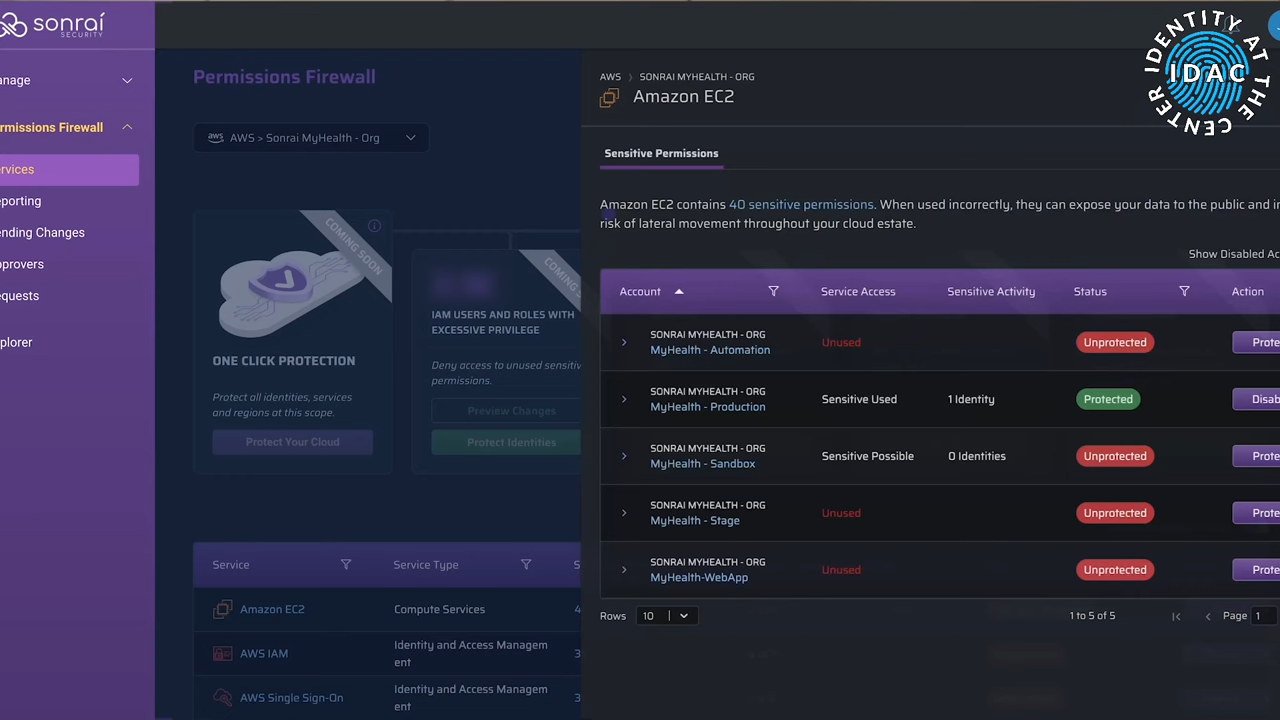 sonraí
SECURITY
anage
rmissions Firewall
ervices
eporting
ending Changes
pprovers
equests
plorer
Permissions Firewall
aws AWS > Sonrai MyHealth - Org
COMING SOON
ONE CLICK PROTECTION
Protect all identities, services
and regions at this scope.
Protect Your Cloud
COMING S
IAM USERS AND ROLES WITH
EXCESSIVE PRIVILEGE
Deny access to unused sensitiv
permissions.
Preview Changes
Protect Identities
Service Service Type S
Amazon EC2 Compute Services 4
AWS IAM Identity and Access Managem
ent 3
AWS Single Sign-On Identity and Access Managem
ent 3
AWS > SONRAI MYHEALTH - ORG
Amazon EC2
IDENTITY AT THE CENTER
IDAC
Sensitive Permissions
Amazon EC2 contains 40 sensitive permissions. When used incorrectly, they can expose your data to the public and in
risk of lateral movement throughout your cloud estate.
Show Disabled Ac
Account Service Access Sensitive Activity Status Action
SONRAI MYHEALTH - ORG
MyHealth - Automation Unused Unprotected Prote
SONRAI MYHEALTH - ORG
MyHealth - Production Sensitive Used 1 Identity Protected Disab
SONRAI MYHEALTH - ORG
MyHealth - Sandbox Sensitive Possible 0 Identities Unprotected Prote
SONRAI MYHEALTH - ORG
MyHealth - Stage Unused Unprotected Prote
SONRAI MYHEALTH - ORG
MyHealth-WebApp Unused Unprotected Prote
Rows 10 1 to 5 of 5 Page 1